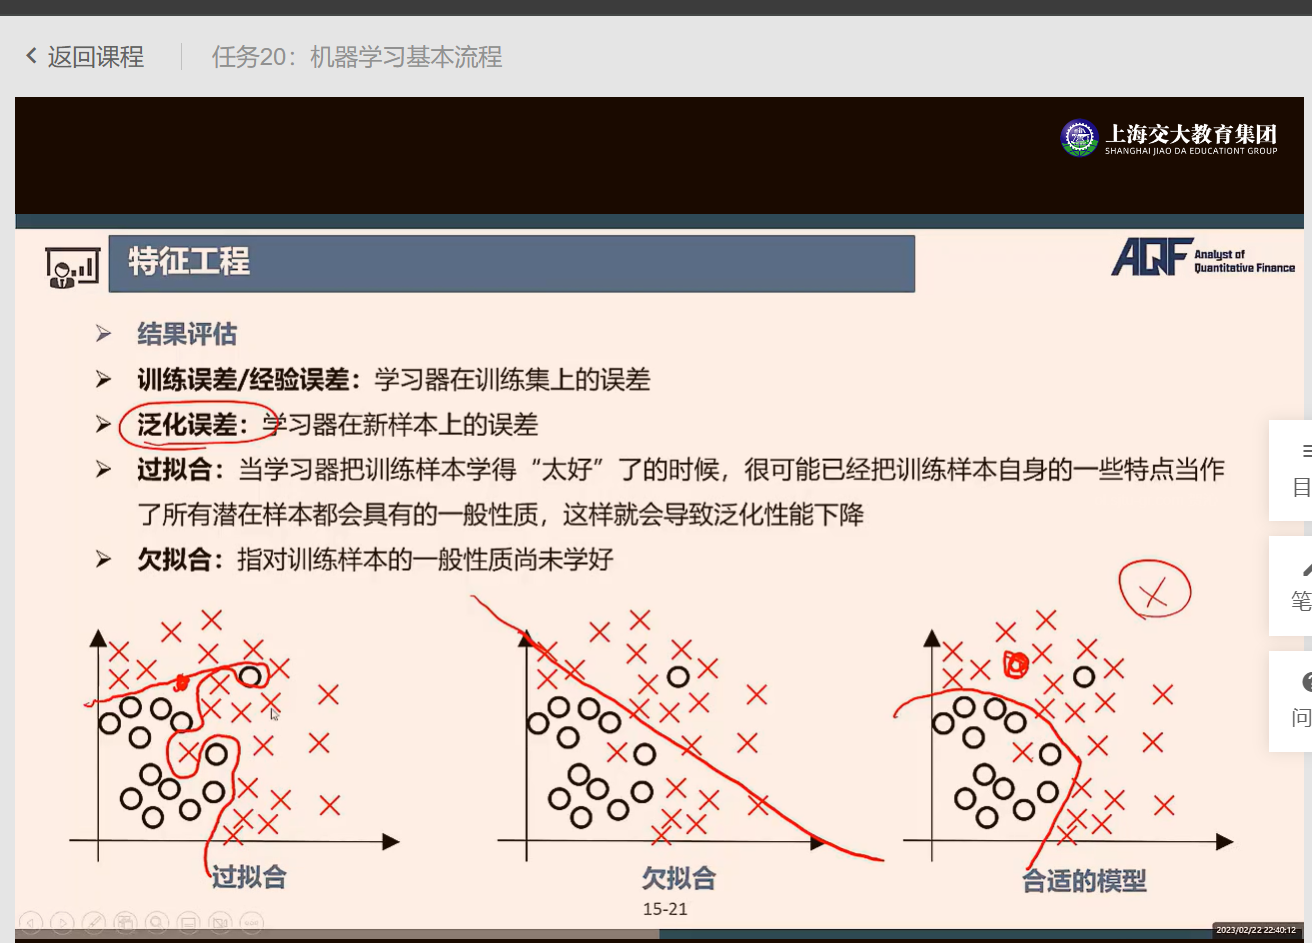 返回课程
任务20：机器学习基本流程
上海交大教育集团
SHANGHAI JIAO DA EDUCATIONT GROUP
特征工程
AQF Analyst of
Quantitative Finance
结果评估
训练误差/经验误差：学习器在训练集上的误差
泛化误差：学习器在新样本上的误差
过拟合：当学习器把训练样本学得“太好”了的时候，很可能已经把训练样本自身的一些特点当作
了所有潜在样本都会具有的一般性质，这样就会导致泛化性能下降
欠拟合：指对训练样本的一般性质尚未学好
目
笔
问
过拟合
欠拟合
合适的模型
15-21
2023/02/22 22:40:12